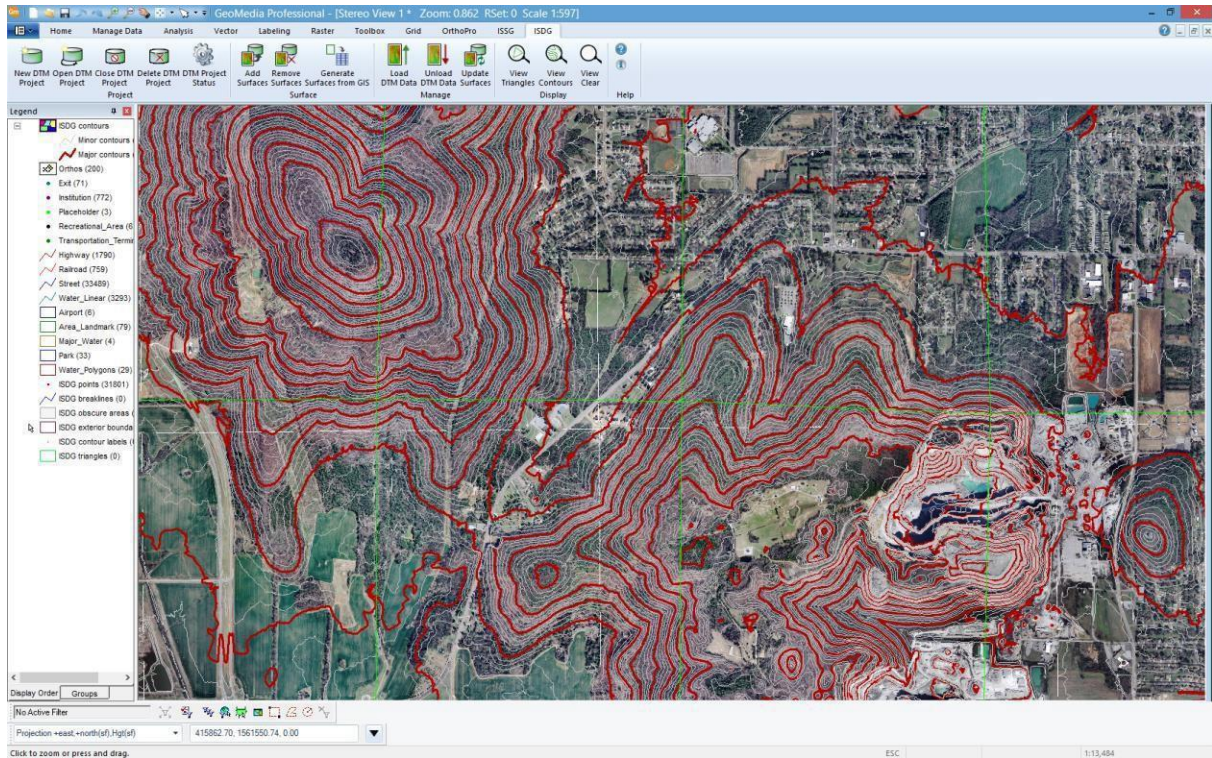 GeoMedia Professional - [Stereo View 1 * Zoom: 0.862 RSet: 0 Scale 1:597]
Home Manage Data Analysis Vector Labeling Raster Toolbox Grid OrthoPro ISSG ISDG
New DTM Open DTM Close DTM Delete DTM DTM Project Add Remove Generate Load Unload Update View View View
Project Project Project Project Status Surfaces Surfaces Surfaces from GIS DTM Data DTM Data Surfaces Triangles Contours Clear
Project Surface Manage Display Help
Legend
ISDG contours
Minor contours
Major contours
Orthos (200)
Exit (71)
Institution (772)
Placeholder (3)
Recreational_Area (6
Transportation_Termir
Highway (1790)
Railroad (759)
Street (33489)
Water_Linear (3293)
Airport (6)
Area_Landmark (79)
Major_Water (4)
Park (33)
Water_Polygons (29)
ISDG points (31801)
ISDG breaklines (0)
ISDG obscure areas (
ISDG exterior bounda
ISDG contour labels (
ISDG triangles (0)
Display Order Groups
No Active Filter
Projection +east,+north(sf),Hgt(sf) 415862.70, 1561550.74, 0.00
Click to zoom or press and drag. ESC 1:13,484